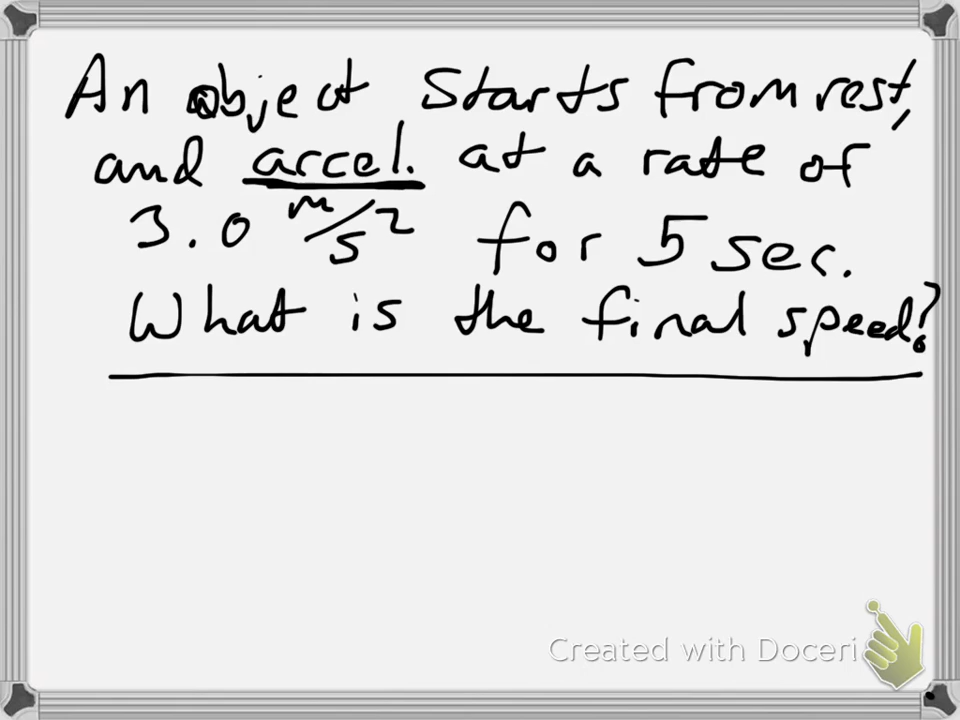 An object starts from rest,
and accel. at a rate of
3.0 m/s² for 5 sec.
What is the final speed?
Created with Doceri